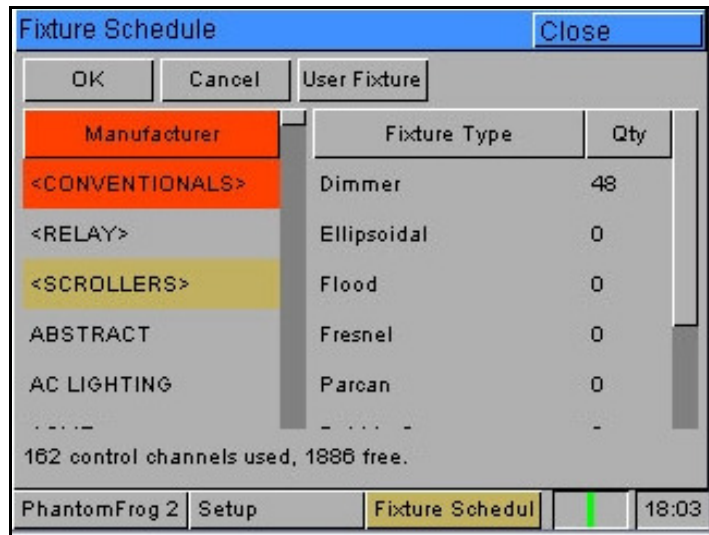 Fixture Schedule Close
OK Cancel User Fixture
Manufacturer Fixture Type Qty
<CONVENTIONALS> Dimmer 48
<RELAY> Ellipsoidal 0
<SCROLLERS> Flood 0
ABSTRACT Fresnel 0
AC LIGHTING Parcan 0
162 control channels used, 1886 free.
PhantomFrog 2 Setup Fixture Schedul 18:03